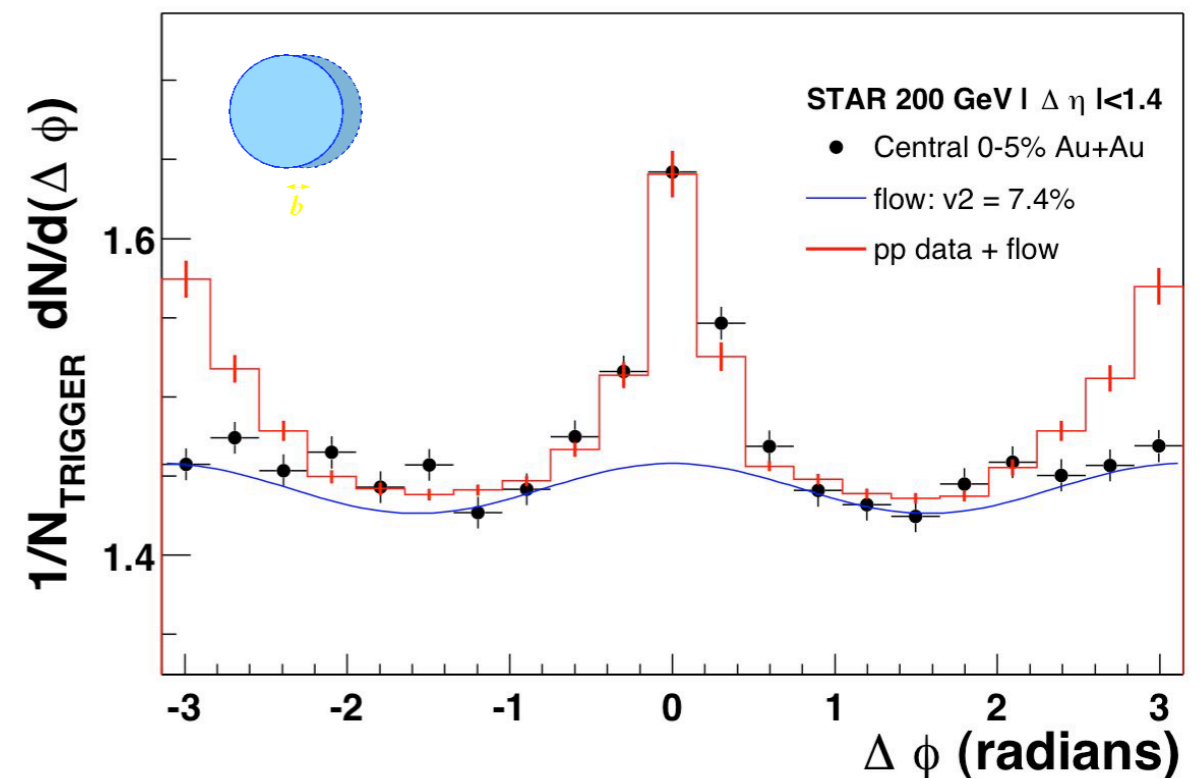 STAR 200 GeV | Δ η |<1.4
Central 0-5% Au+Au
flow: v2 = 7.4%
pp data + flow
b
1/N_TRIGGER dN/d(Δ ϕ)
1.6
1.4
-3 -2 -1 0 1 2 3
Δ ϕ (radians)